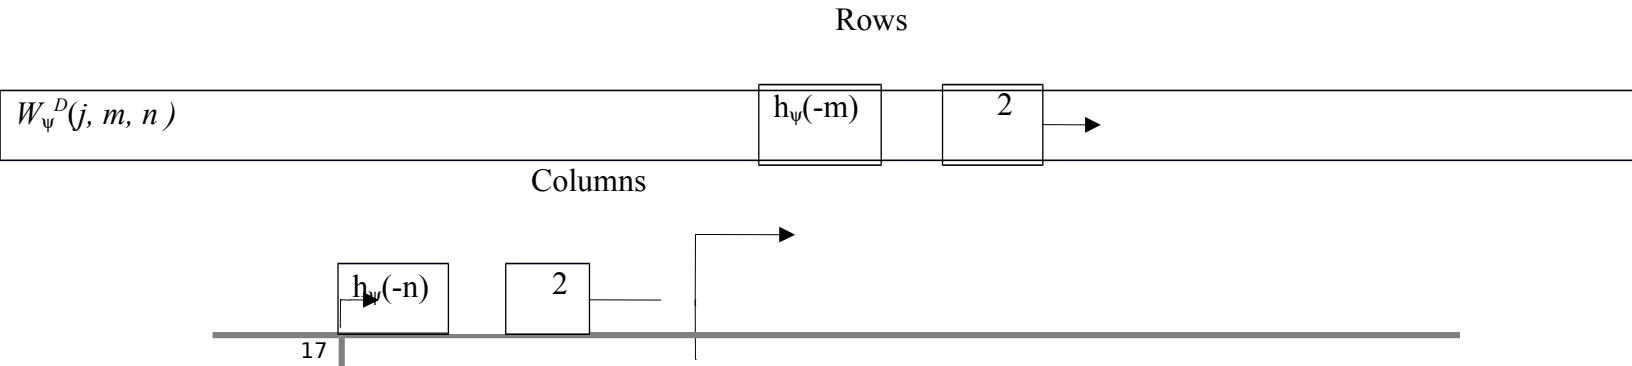 Rows
W_ψ^D(j, m, n )
h_ψ(-m)
2
Columns
h_ψ(-n)
2
17